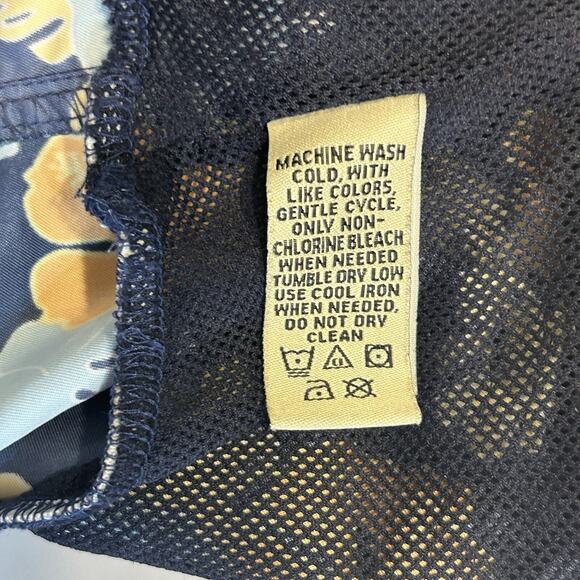 MACHINE WASH
COLD, WITH
LIKE COLORS,
GENTLE CYCLE,
ONLY NON-
CHLORINE BLEACH
WHEN NEEDED
TUMBLE DRY LOW
USE COOL IRON
WHEN NEEDED,
DO NOT DRY
CLEAN
CL